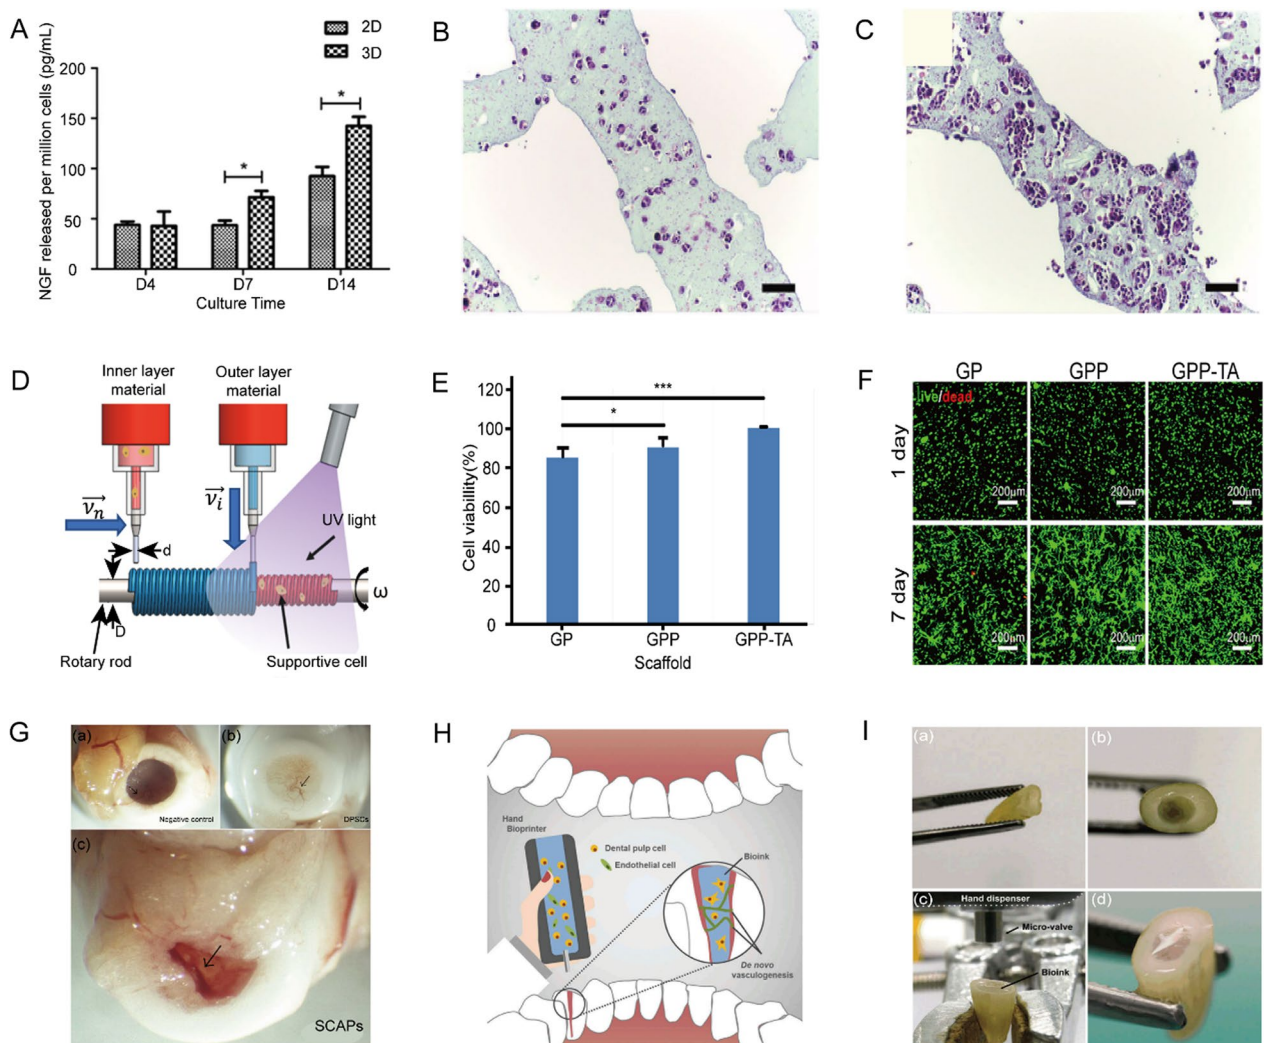 A
2D
3D
NGF released per million cells (pg/mL)
200
150
100
50
0
*
*
D4
D7
D14
Culture Time
B
C
D
Inner layer
material
Outer layer
material
vn
vi
d
UV light
ω
D
Rotary rod
Supportive cell
E
Cell viabillity(%)
120
100
80
60
40
20
0
***
*
GP
GPP
GPP-TA
Scaffold
F
GP
GPP
GPP-TA
live/dead
1 day
200μm
200μm
200μm
7 day
200μm
200μm
200μm
G
(a)
Negative control
(b)
DPSCs
(c)
SCAPs
H
Hand
Bioprinter
Dental pulp cell
Endothelial cell
Bioink
De novo
vasculogenesis
I
(a)
(b)
(c)
Hand dispenser
Micro-valve
Bioink
(d)